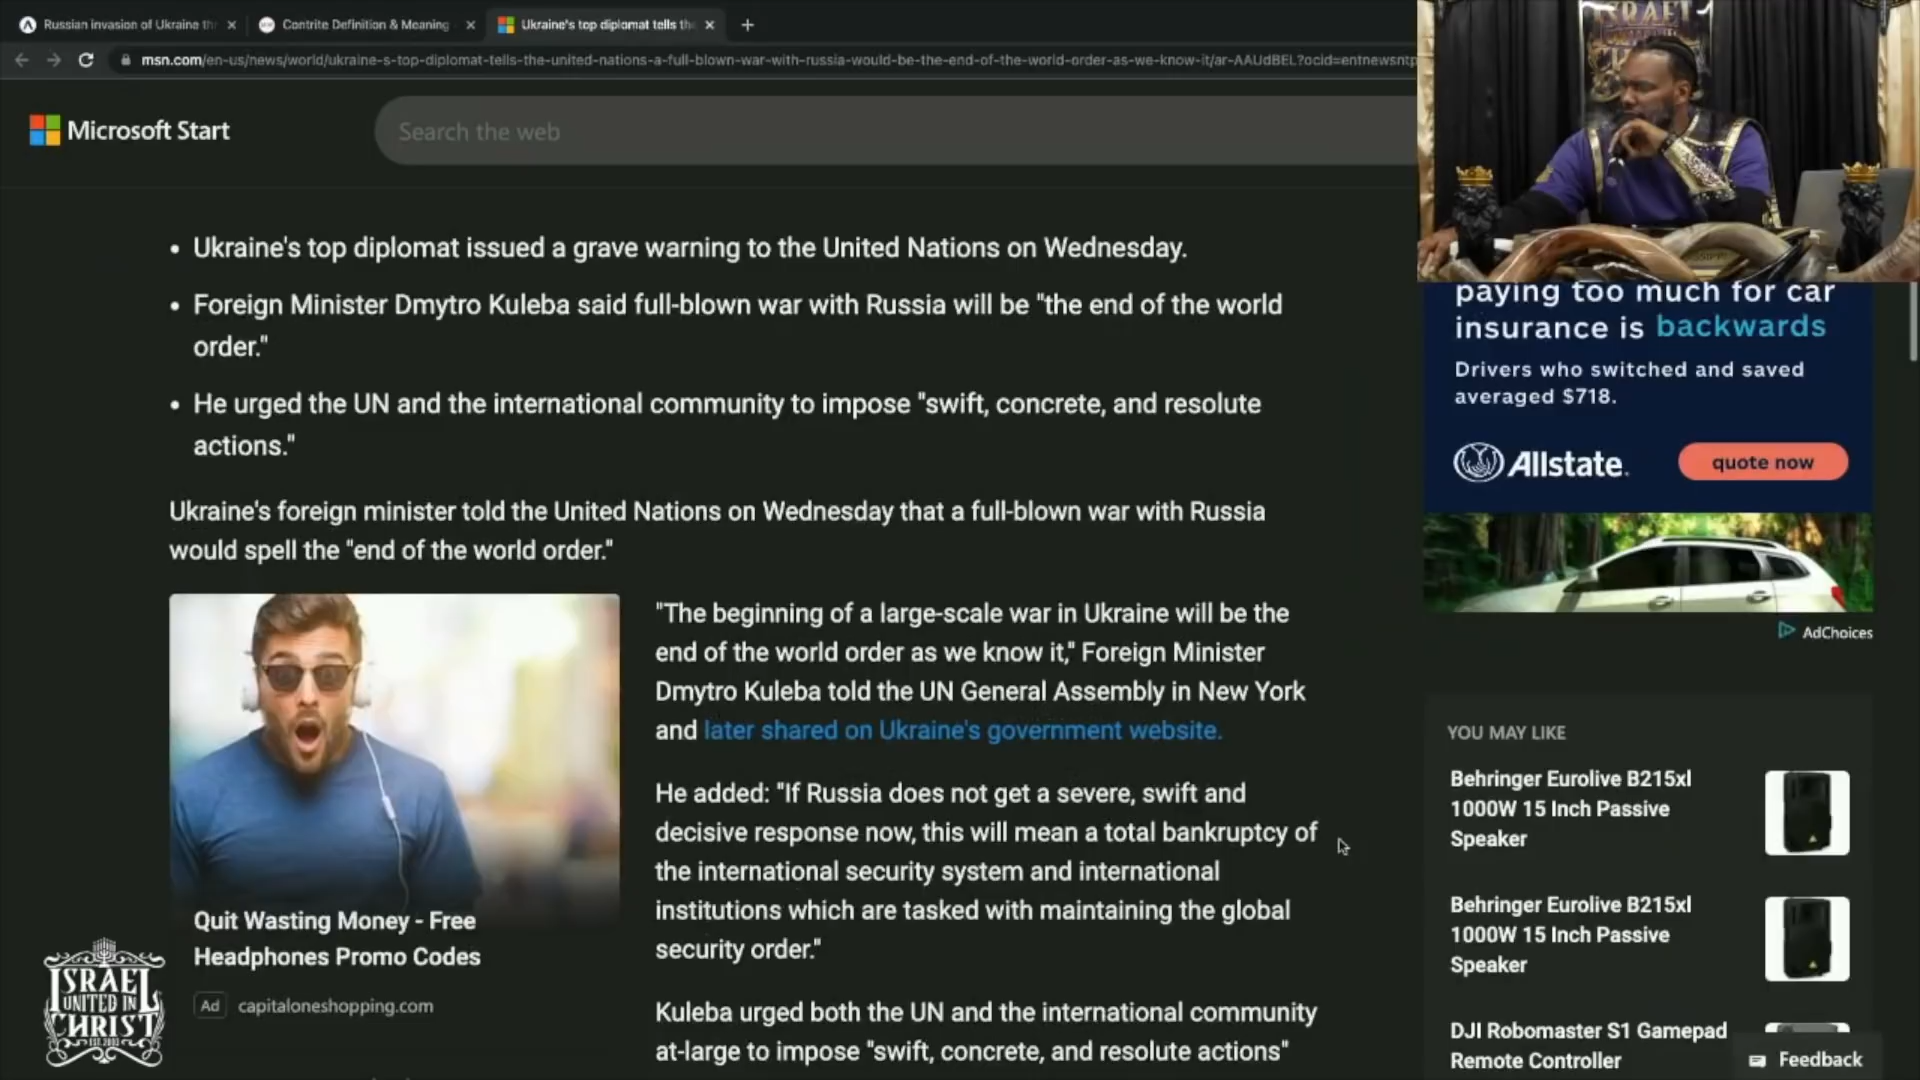 Russian invasion of Ukraine thr
Contrite Definition & Meaning
Ukraine's top diplomat tells the
msn.com/en-us/news/world/ukraine-s-top-diplomat-tells-the-united-nations-a-full-blown-war-with-russia-would-be-the-end-of-the-world-order-as-we-know-it/ar-AAUdBEL?ocid=entnewsntp
Microsoft Start
Search the web
ISRAEL
• Ukraine's top diplomat issued a grave warning to the United Nations on Wednesday.
• Foreign Minister Dmytro Kuleba said full-blown war with Russia will be "the end of the world
order."
• He urged the UN and the international community to impose "swift, concrete, and resolute
actions."
Ukraine's foreign minister told the United Nations on Wednesday that a full-blown war with Russia
would spell the "end of the world order."
"The beginning of a large-scale war in Ukraine will be the
end of the world order as we know it," Foreign Minister
Dmytro Kuleba told the UN General Assembly in New York
and later shared on Ukraine's government website.
He added: "If Russia does not get a severe, swift and
decisive response now, this will mean a total bankruptcy of
the international security system and international
institutions which are tasked with maintaining the global
security order."
Kuleba urged both the UN and the international community
at-large to impose "swift, concrete, and resolute actions"
Quit Wasting Money - Free
Headphones Promo Codes
Ad capitaloneshopping.com
ISRAEL
UNITED IN
CHRIST
EST. 2003
paying too much for car
insurance is backwards
Drivers who switched and saved
averaged $718.
Allstate.
quote now
AdChoices
YOU MAY LIKE
Behringer Eurolive B215xl
1000W 15 Inch Passive
Speaker
Behringer Eurolive B215xl
1000W 15 Inch Passive
Speaker
DJI Robomaster S1 Gamepad
Remote Controller
Feedback